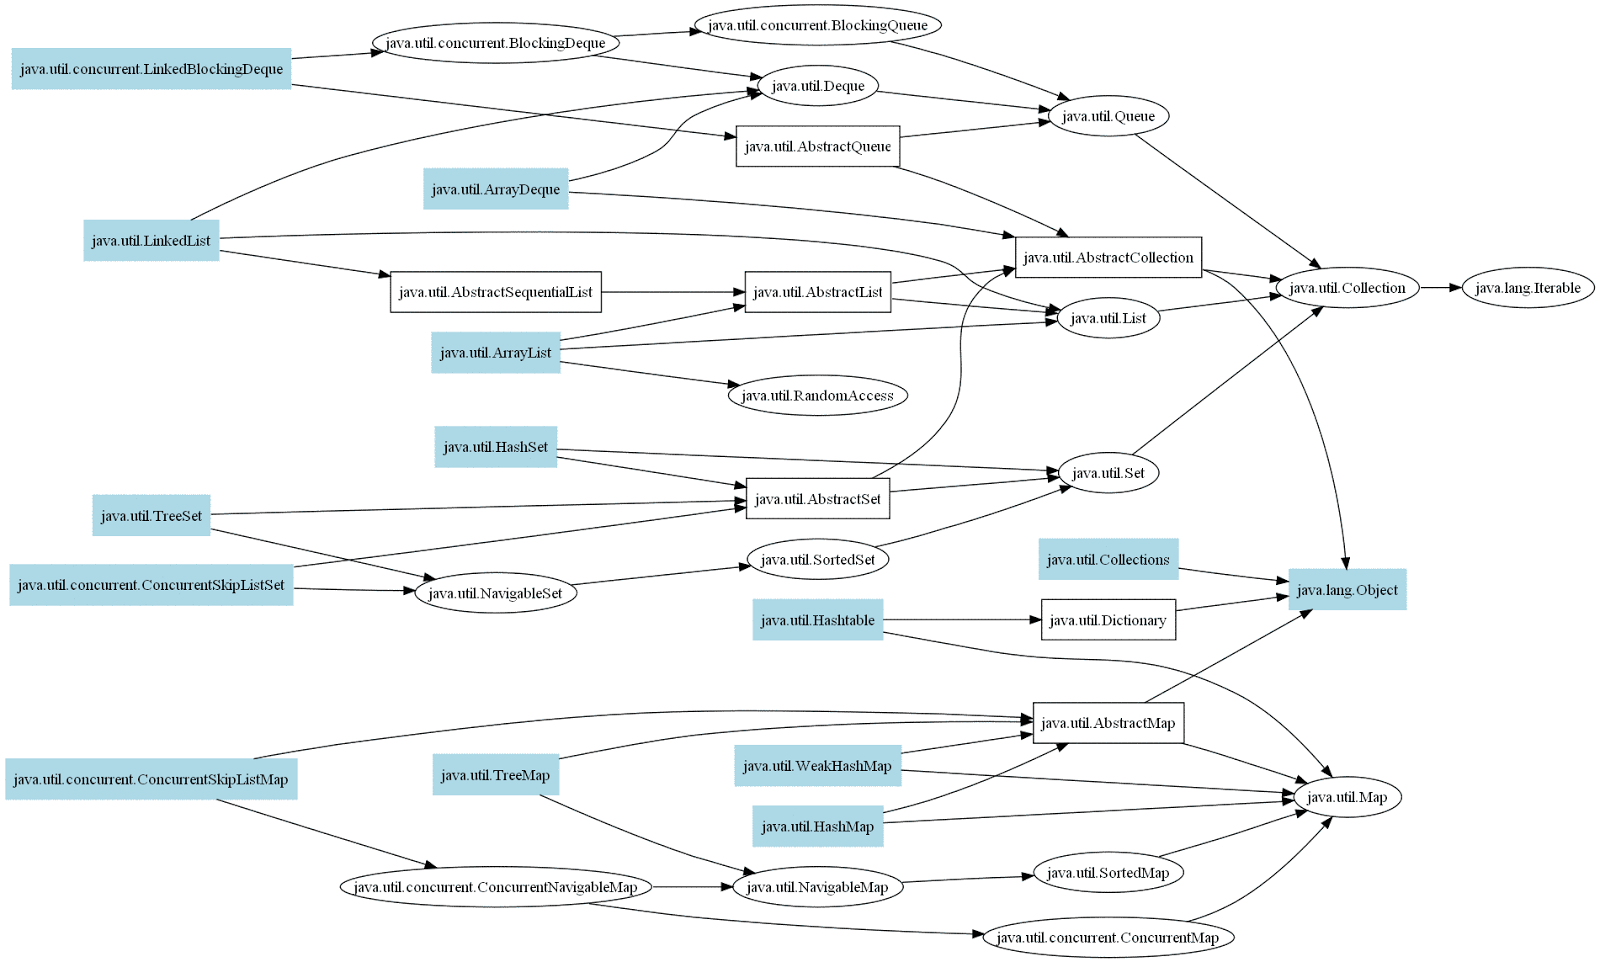 java.util.concurrent.BlockingQueue
java.util.concurrent.BlockingDeque
java.util.concurrent.LinkedBlockingDeque
java.util.Deque
java.util.Queue
java.util.AbstractQueue
java.util.ArrayDeque
java.util.LinkedList
java.util.AbstractCollection
java.util.Collection
java.lang.Iterable
java.util.AbstractSequentialList
java.util.AbstractList
java.util.List
java.util.ArrayList
java.util.RandomAccess
java.util.HashSet
java.util.Set
java.util.AbstractSet
java.util.TreeSet
java.util.SortedSet
java.util.Collections
java.util.concurrent.ConcurrentSkipListSet
java.util.NavigableSet
java.lang.Object
java.util.Hashtable
java.util.Dictionary
java.util.AbstractMap
java.util.concurrent.ConcurrentSkipListMap
java.util.TreeMap
java.util.WeakHashMap
java.util.Map
java.util.HashMap
java.util.SortedMap
java.util.concurrent.ConcurrentNavigableMap
java.util.NavigableMap
java.util.concurrent.ConcurrentMap